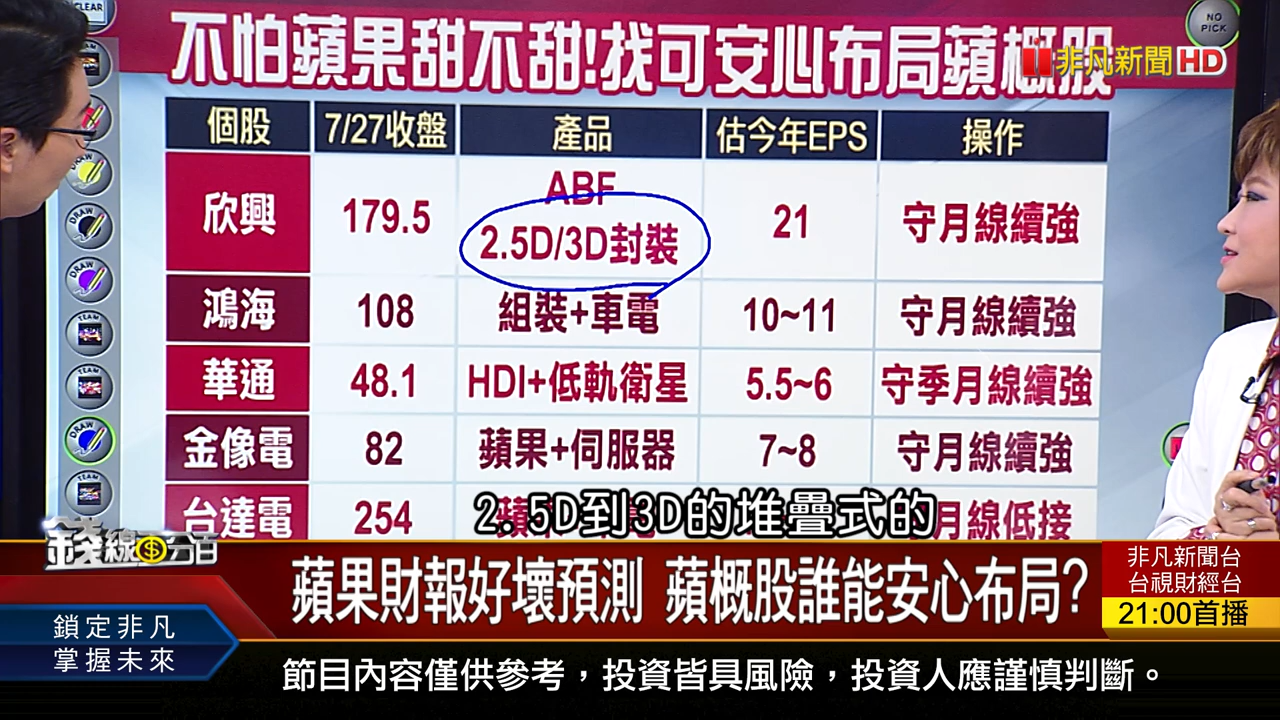 CLEAR
NO
PICK
不怕蘋果甜不甜!找可安心布局蘋概股
非凡新聞HD
個股 7/27收盤 產品 估今年EPS 操作
欣興 179.5 ABF 21 守月線續強
2.5D/3D封裝
鴻海 108 組裝+車電 10~11 守月線續強
華通 48.1 HDI+低軌衛星 5.5~6 守季月線續強
金像電 82 蘋果+伺服器 7~8 守月線續強
台達電 254 月線低接
TEAM
DRAW
DRAW
DRAW
TEAM
TEAM
DRAW
TEAM
2.5D到3D的堆疊式的
錢線百分百
蘋果財報好壞預測 蘋概股誰能安心布局?
非凡新聞台
台視財經台
21:00首播
鎖定非凡
掌握未來
節目內容僅供參考，投資皆具風險，投資人應謹慎判斷。